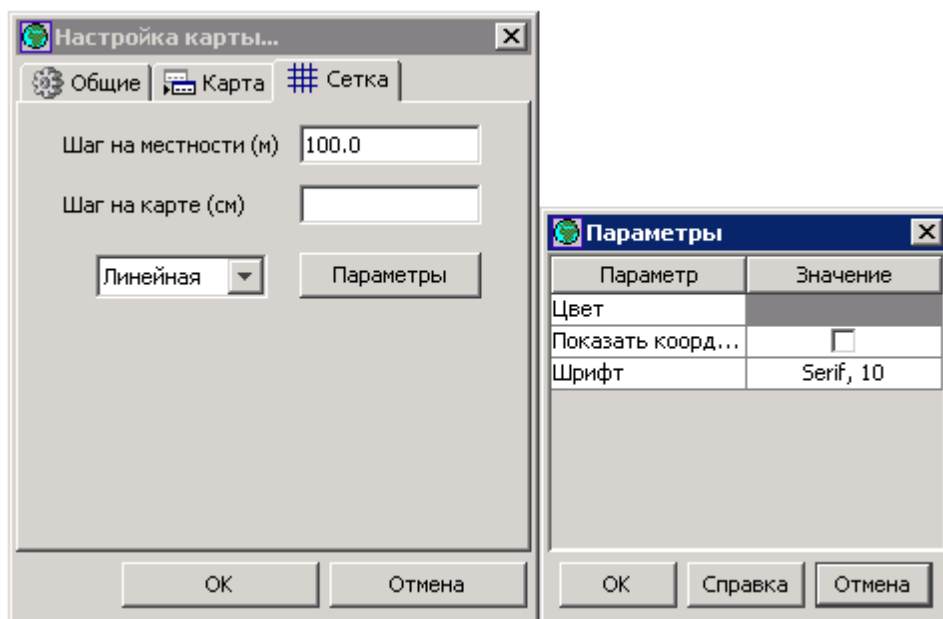 Настройка карты...
Общие Карта Сетка
Шаг на местности (м) 100.0
Шаг на карте (см)
Линейная Параметры
OK Отмена
Параметры
Параметр Значение
Цвет
Показать коорд...
Шрифт Serif, 10
OK Справка Отмена